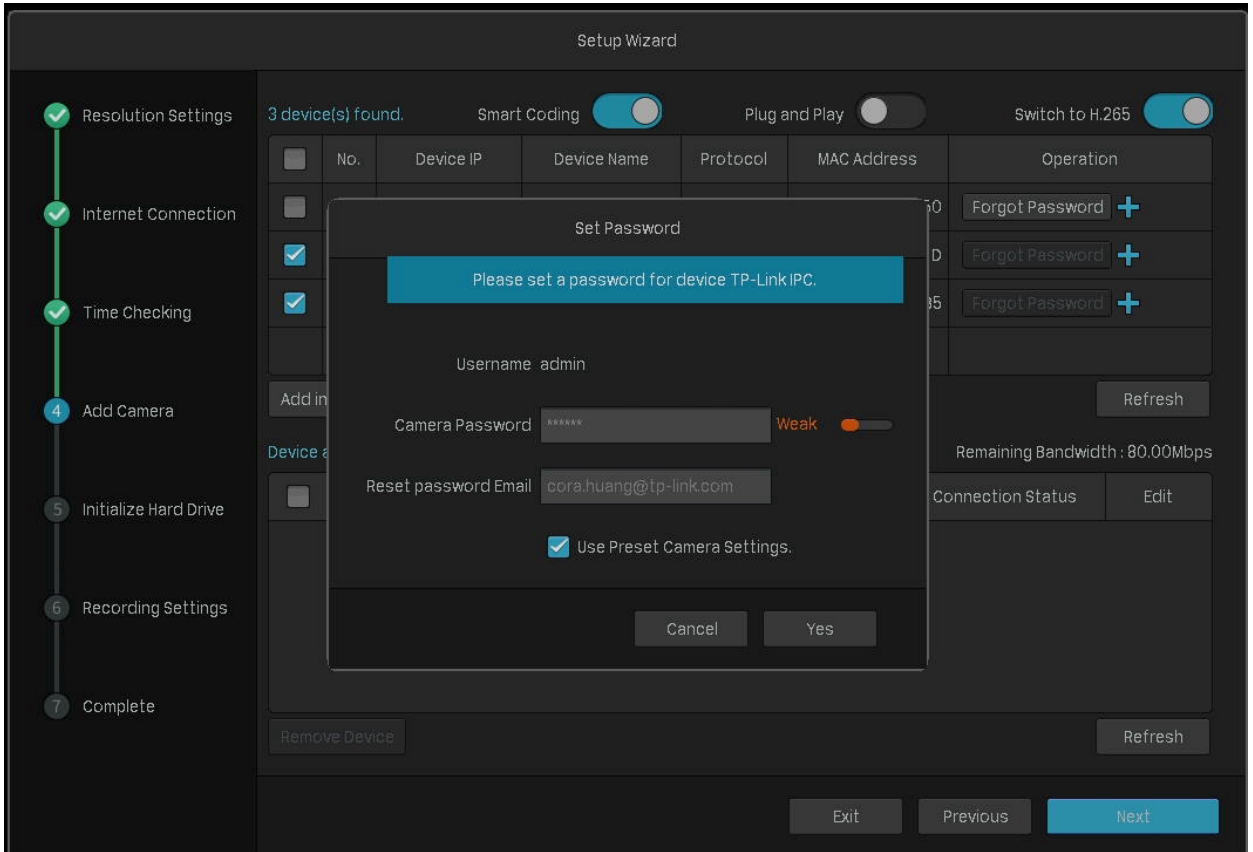 Setup Wizard
Resolution Settings
Internet Connection
Time Checking
4 Add Camera
5 Initialize Hard Drive
6 Recording Settings
7 Complete
3 device(s) found. Smart Coding Plug and Play Switch to H.265
No. Device IP Device Name Protocol MAC Address Operation
Forgot Password
D Forgot Password
Forgot Password
Add
Refresh
Device
Remaining Bandwidth : 80.00Mbps
Connection Status Edit
Set Password
Please set a password for device TP-Link IPC.
Username admin
Camera Password ****** Weak
Reset password Email cora.huang@tp-link.com
Use Preset Camera Settings.
Cancel Yes
Remove Device Refresh
Exit Previous Next